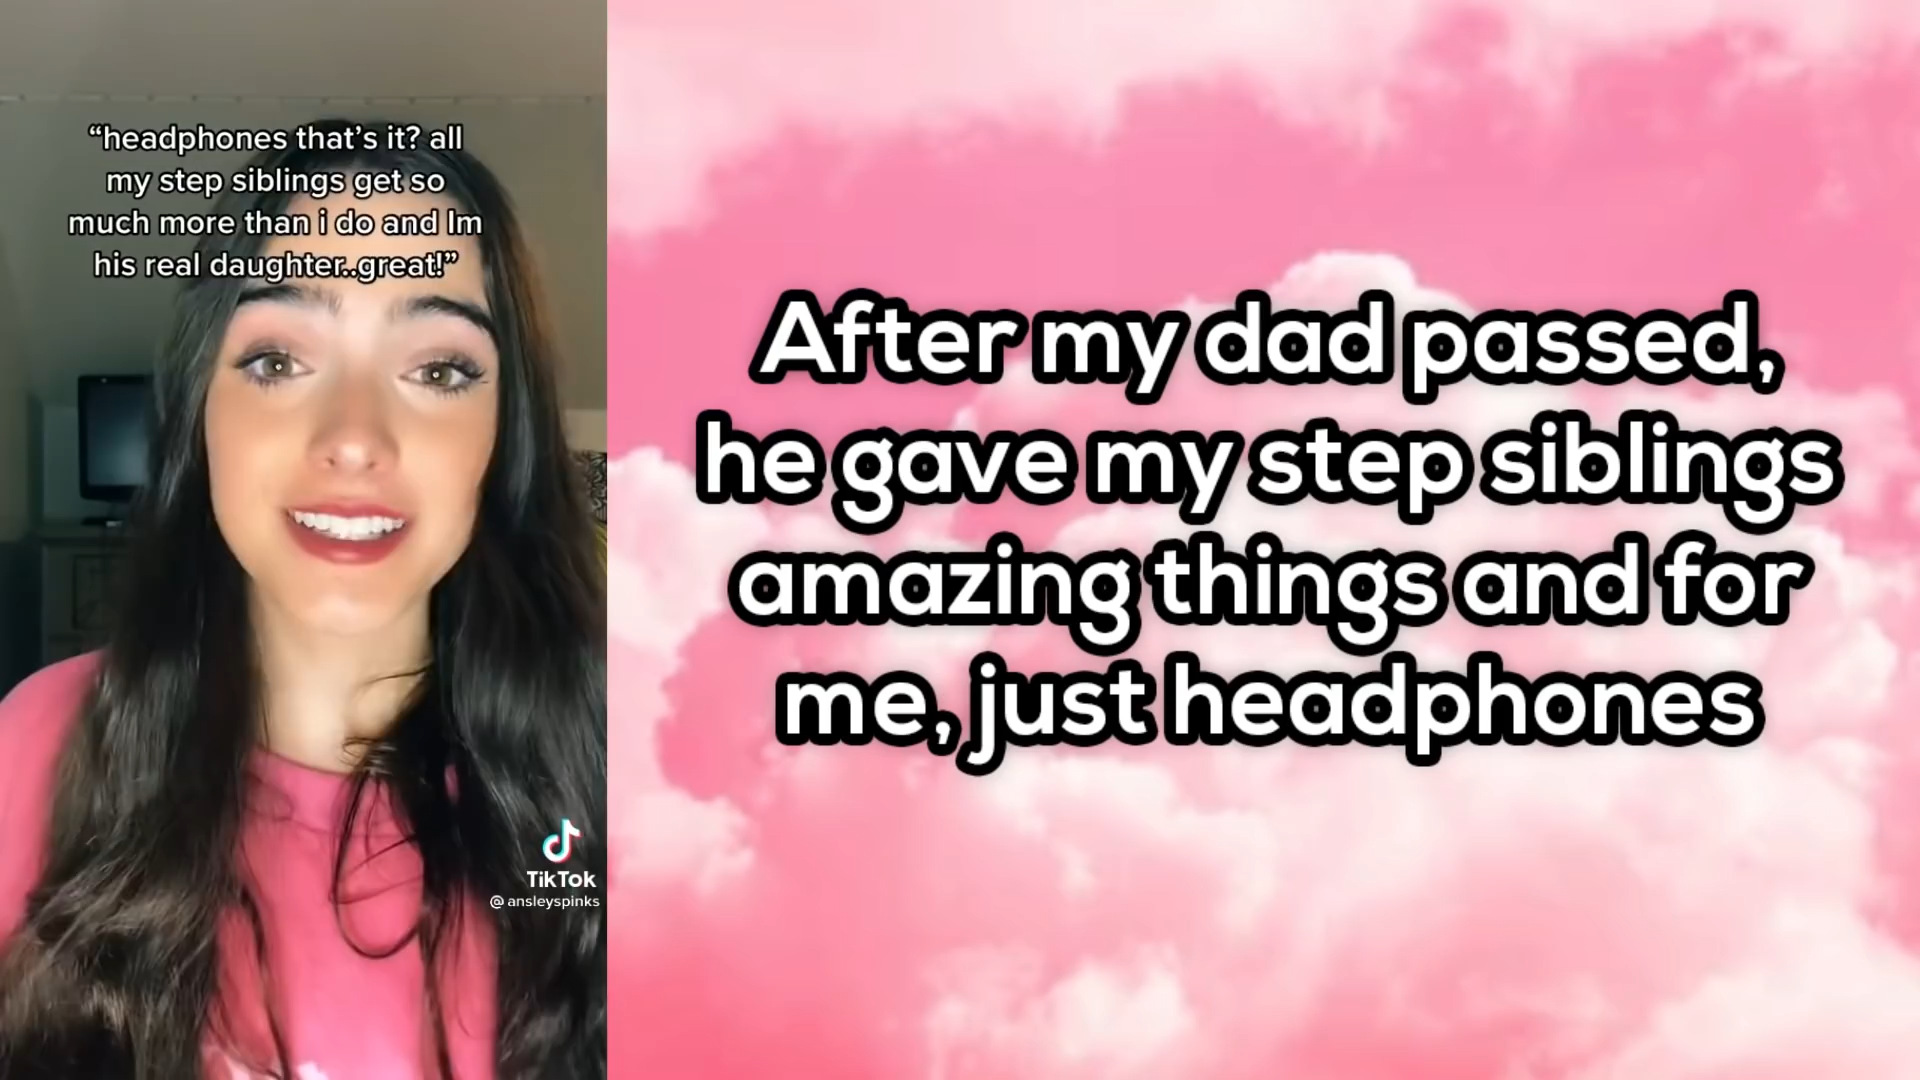 “headphones that’s it? all
my step siblings get so
much more than i do and Im
his real daughter..great!”
TikTok
@ansleyspinks
After my dad passed,
he gave my step siblings
amazing things and for
me, just headphones